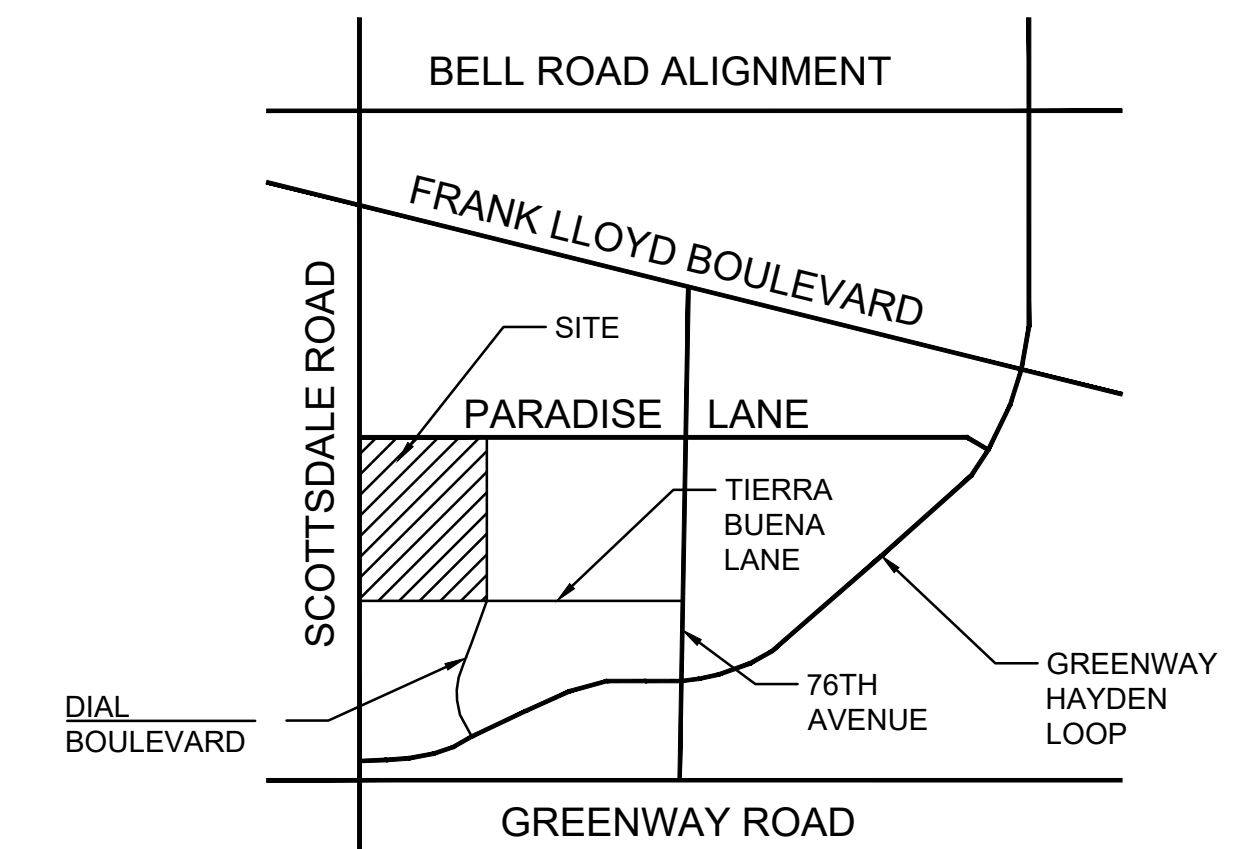 BELL ROAD ALIGNMENT
FRANK LLOYD BOULEVARD
SCOTTSDALE ROAD
SITE
PARADISE LANE
TIERRA
BUENA
LANE
GREENWAY
HAYDEN
LOOP
76TH
AVENUE
DIAL
BOULEVARD
GREENWAY ROAD